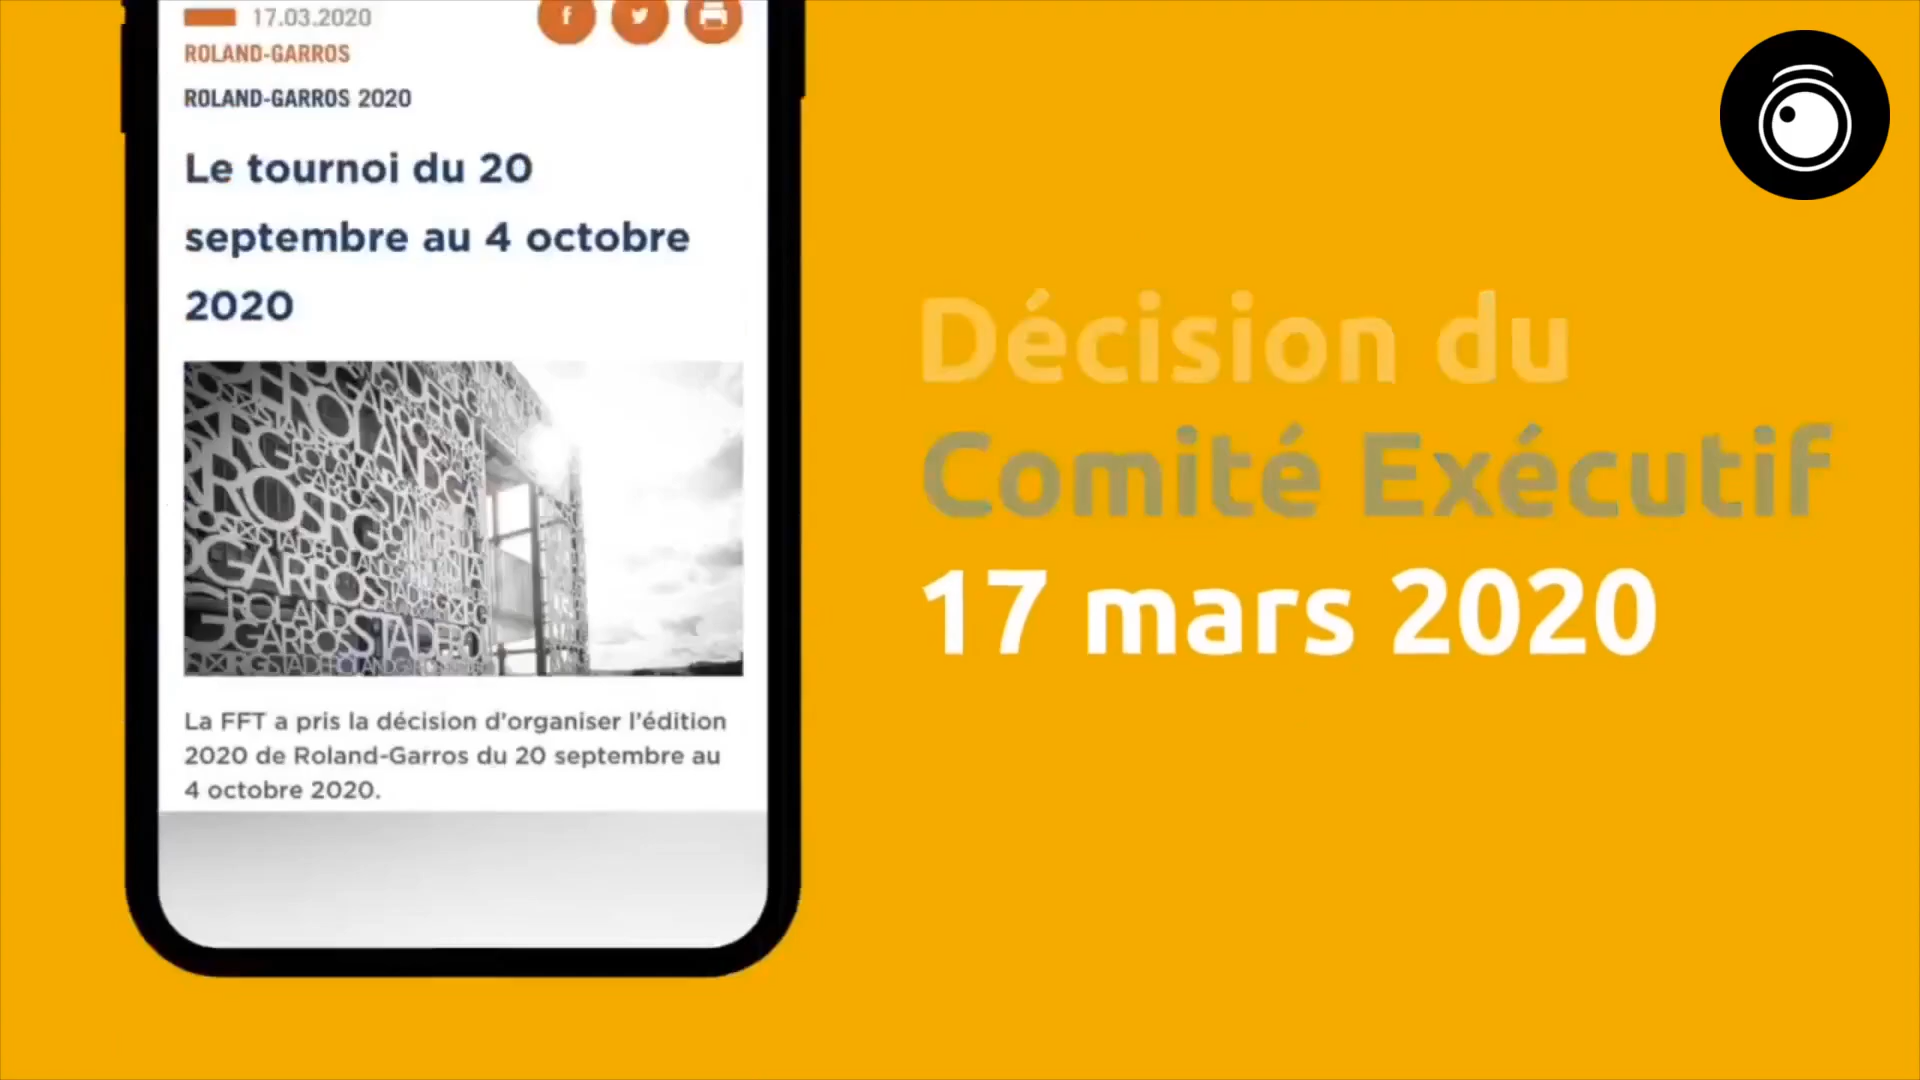 17.03.2020
ROLAND-GARROS
ROLAND-GARROS 2020
Le tournoi du 20
septembre au 4 octobre
2020
La FFT a pris la décision d'organiser l'édition
2020 de Roland-Garros du 20 septembre au
4 octobre 2020.
Décision du
Comité Exécutif
17 mars 2020